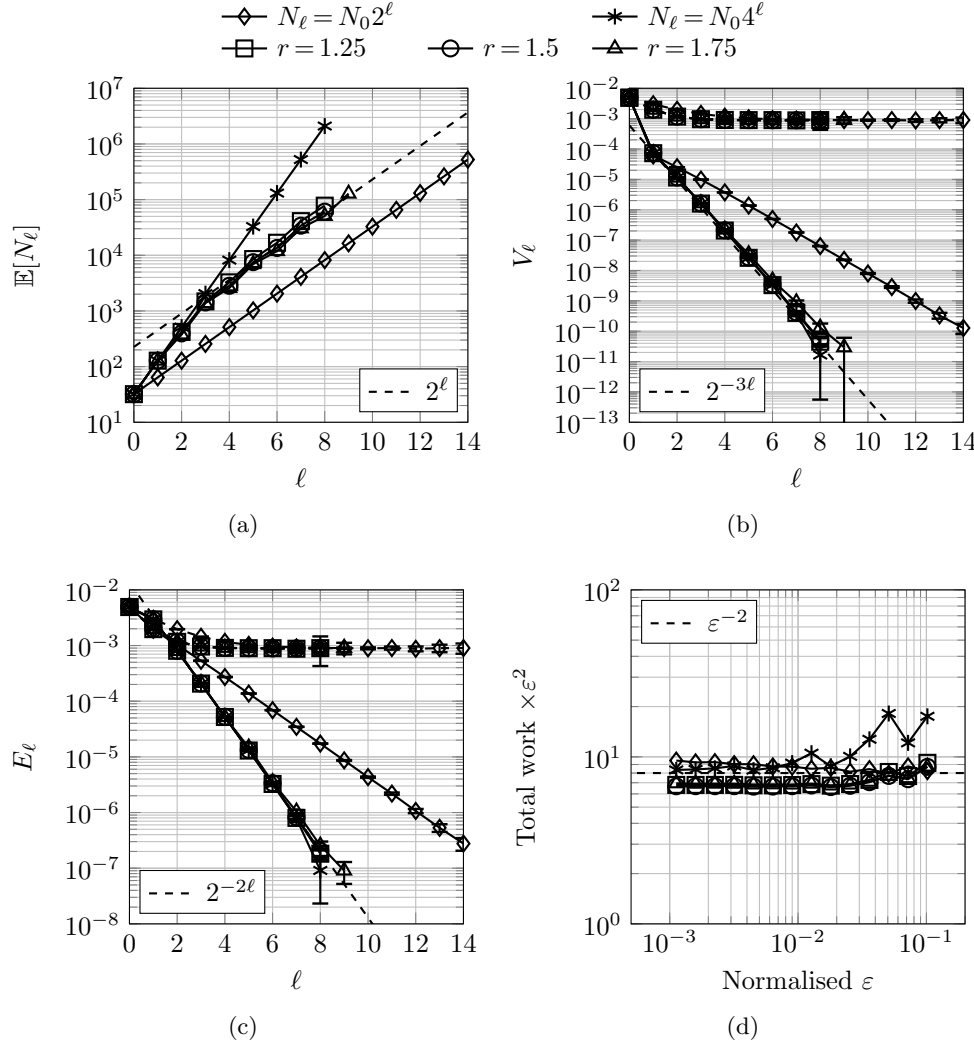 N_ℓ = N_0 2^ℓ   N_ℓ = N_0 4^ℓ
r = 1.25   r = 1.5   r = 1.75
10^7
10^6
10^5
10^4
10^3
10^2
10^1
𝔼[N_ℓ]
2^ℓ
0 2 4 6 8 10 12 14
ℓ
(a)
10^−2
10^−3
10^−4
10^−5
10^−6
10^−7
10^−8
10^−9
10^−10
10^−11
10^−12
10^−13
V_ℓ
2^−3ℓ
0 2 4 6 8 10 12 14
ℓ
(b)
10^−2
10^−3
10^−4
10^−5
10^−6
10^−7
10^−8
E_ℓ
2^−2ℓ
0 2 4 6 8 10 12 14
ℓ
(c)
10^2
10^1
10^0
Total work ×ε^2
ε^−2
10^−3 10^−2 10^−1
Normalised ε
(d)